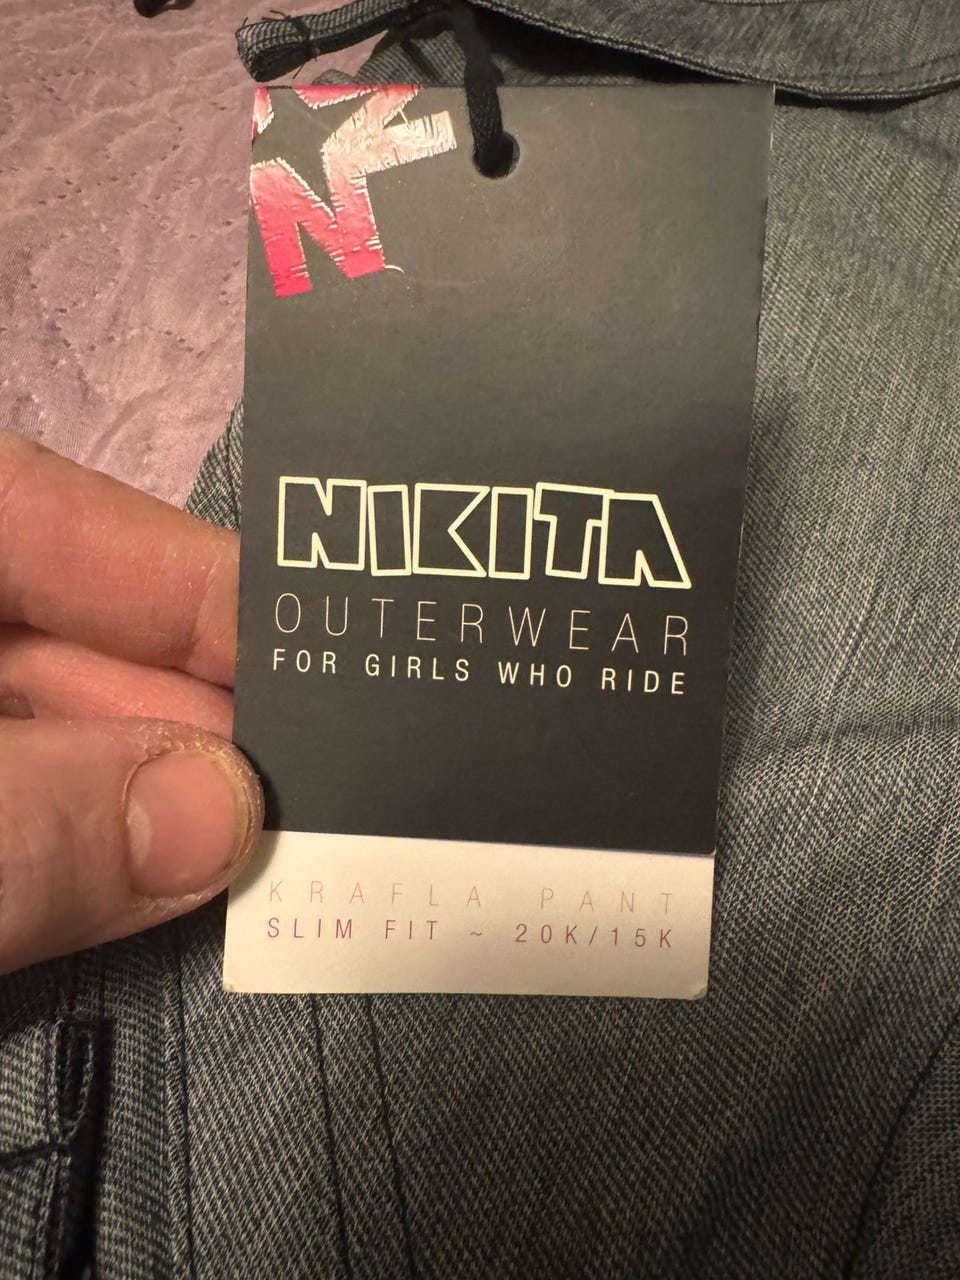 N
NIKITA
OUTERWEAR
FOR GIRLS WHO RIDE
KRAFLA PANT
SLIM FIT ~ 20K/15K